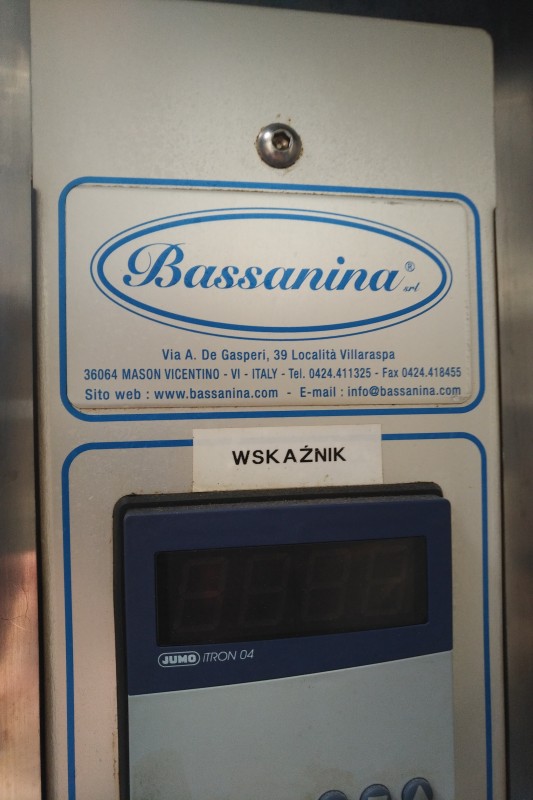 Bassanina® srl
Via A. De Gasperi, 39 Località Villaraspa
36064 MASON VICENTINO - VI - ITALY - Tel. 0424.411325 - Fax 0424.418455
Sito web : www.bassanina.com - E-mail : info@bassanina.com
WSKAŹNIK
JUMO iTRON 04